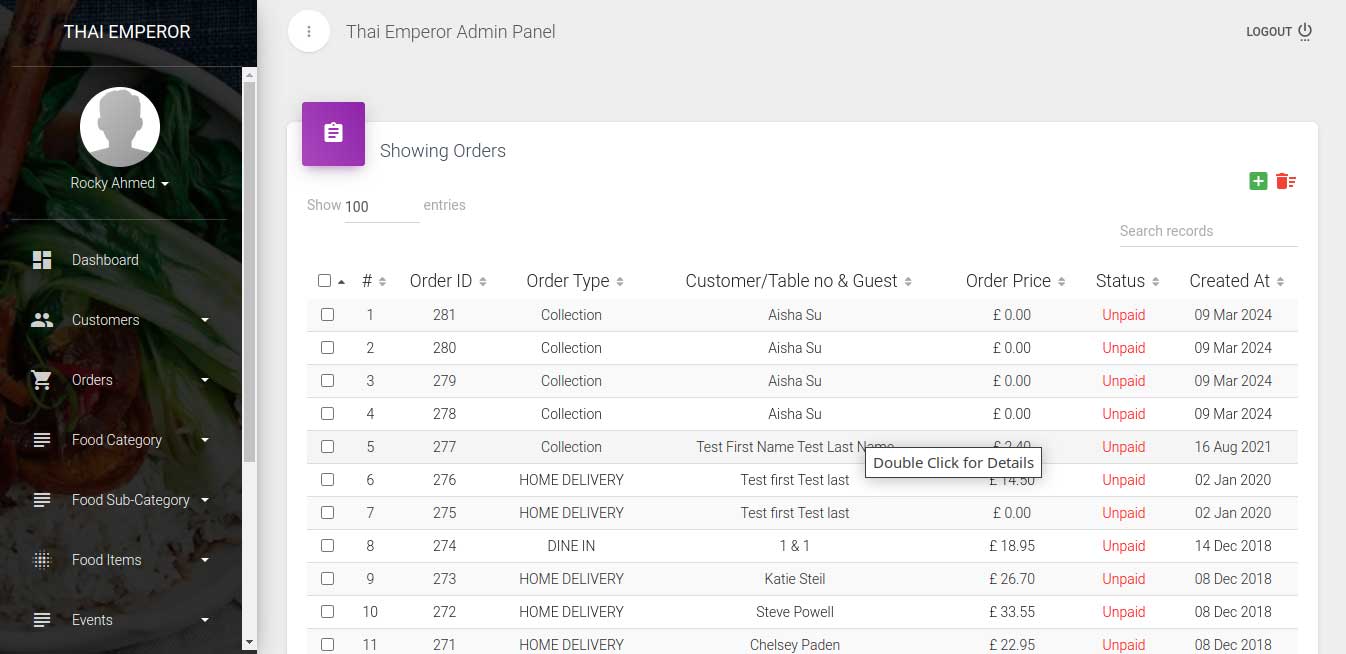 THAI EMPEROR
Thai Emperor Admin Panel
LOGOUT
Rocky Ahmed
Dashboard
Customers
Orders
Food Category
Food Sub-Category
Food Items
Events
Showing Orders
Show 100 entries
Search records
# Order ID Order Type Customer/Table no & Guest Order Price Status Created At
1 281 Collection Aisha Su £ 0.00 Unpaid 09 Mar 2024
2 280 Collection Aisha Su £ 0.00 Unpaid 09 Mar 2024
3 279 Collection Aisha Su £ 0.00 Unpaid 09 Mar 2024
4 278 Collection Aisha Su £ 0.00 Unpaid 09 Mar 2024
5 277 Collection Test First Name Test Last Name £ 2.40 Unpaid 16 Aug 2021
Double Click for Details
6 276 HOME DELIVERY Test first Test last £ 14.50 Unpaid 02 Jan 2020
7 275 HOME DELIVERY Test first Test last £ 0.00 Unpaid 02 Jan 2020
8 274 DINE IN 1 & 1 £ 18.95 Unpaid 14 Dec 2018
9 273 HOME DELIVERY Katie Steil £ 26.70 Unpaid 08 Dec 2018
10 272 HOME DELIVERY Steve Powell £ 33.55 Unpaid 08 Dec 2018
11 271 HOME DELIVERY Chelsey Paden £ 22.95 Unpaid 08 Dec 2018